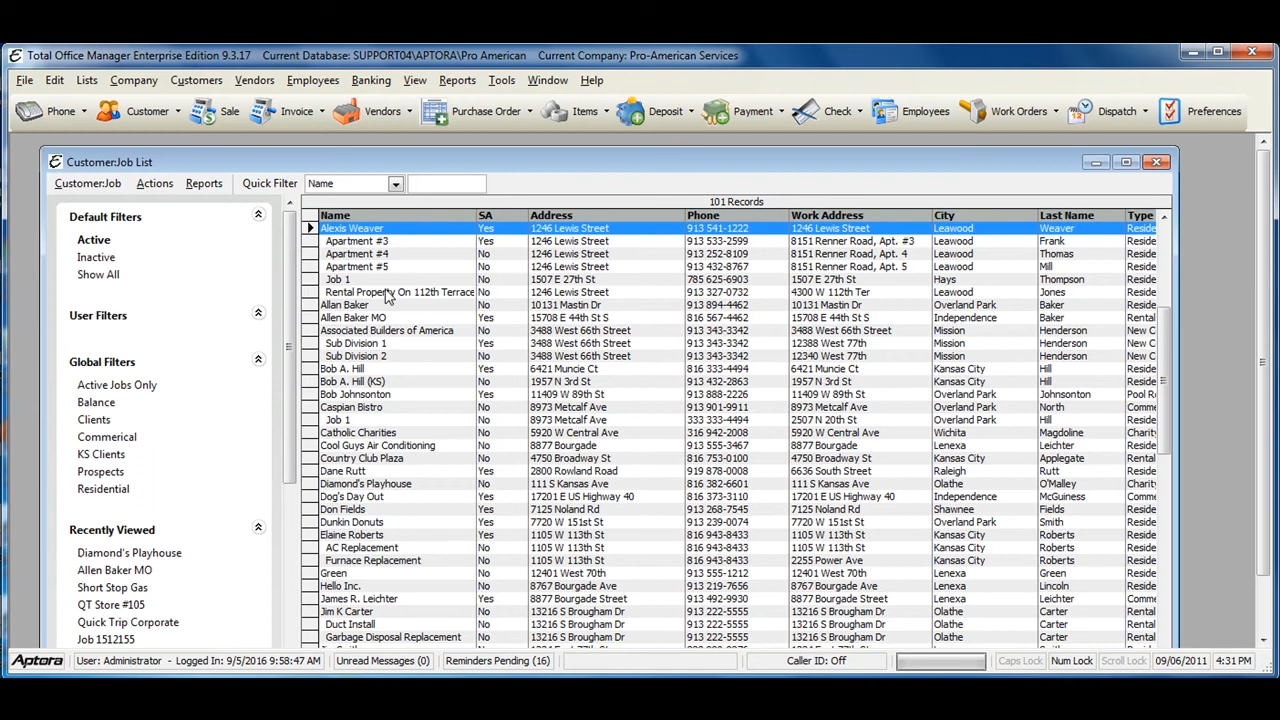 Total Office Manager Enterprise Edition 9.3.17 Current Database: SUPPORT04\APTORA\Pro American Current Company: Pro-American Services
File Edit Lists Company Customers Vendors Employees Banking View Reports Tools Window Help
Phone Customer Sale Invoice Vendors Purchase Order Items Deposit Payment Check Employees Work Orders Dispatch Preferences
Customer:Job List
Customer:Job Actions Reports Quick Filter Name
101 Records
Default Filters
Active
Inactive
Show All
User Filters
Global Filters
Active Jobs Only
Balance
Clients
Commercial
KS Clients
Prospects
Residential
Recently Viewed
Diamond's Playhouse
Allen Baker MO
Short Stop Gas
QT Store #105
Quick Trip Corporate
Job 1512155
Name SA Address Phone Work Address City Last Name Type
Alexis Weaver Yes 1246 Lewis Street 913 541-1222 1246 Lewis Street Leawood Weaver Reside
Apartment #3 Yes 1246 Lewis Street 913 533-2599 8151 Renner Road, Apt. #3 Leawood Frank Reside
Apartment #4 No 1246 Lewis Street 913 252-8109 8151 Renner Road, Apt. 4 Leawood Thomas Reside
Apartment #5 No 1246 Lewis Street 913 432-8767 8151 Renner Road, Apt. 5 Leawood Mill Reside
Job 1 No 1507 E 27th St 785 625-6903 1507 E 27th St Hays Thompson Reside
Rental Property On 112th Terrace No 1246 Lewis Street 913 327-0732 4300 W 112th Ter Leawood Jones Reside
Allan Baker No 10131 Mastin Dr 913 894-4462 10131 Mastin Dr Overland Park Baker Reside
Allen Baker MO Yes 15708 E 44th St S 816 567-4462 15708 E 44th St S Independence Baker Rental
Associated Builders of America No 3488 West 66th Street 913 343-3342 3488 West 66th Street Mission Henderson New C
Sub Division 1 Yes 3488 West 66th Street 913 343-3342 12388 West 77th Mission Henderson New C
Sub Division 2 No 3488 West 66th Street 913 343-3342 12340 West 77th Mission Henderson New C
Bob A. Hill Yes 6421 Muncie Ct 816 333-4494 6421 Muncie Ct Kansas City Hill Reside
Bob A. Hill (KS) No 1957 N 3rd St 913 432-2863 1957 N 3rd St Kansas City Hill Reside
Bob Johnsonton Yes 11409 W 89th St 913 888-2226 11409 W 89th St Overland Park Johnsonton Pool R
Caspian Bistro No 8973 Metcalf Ave 913 901-9911 8973 Metcalf Ave Overland Park North Comme
Job 1 No 8973 Metcalf Ave 333 333-4494 2507 N 20th St Overland Park Hill Reside
Catholic Charities No 5920 W Central Ave 316 942-2008 5920 W Central Ave Wichita Magdoline Charity
Cool Guys Air Conditioning No 8877 Bourgade 913 555-3467 8877 Bourgade Lenexa Leichter Reside
Country Club Plaza No 4750 Broadway St 816 753-0100 4750 Broadway St Kansas City Applegate Rental
Dane Rutt Yes 2800 Rowland Road 919 878-0008 6636 South Street Raleigh Rutt Reside
Diamond's Playhouse No 111 S Kansas Ave 816 382-6601 111 S Kansas Ave Olathe O'Malley Charity
Dog's Day Out Yes 17201 E US Highway 40 816 373-3110 17201 E US Highway 40 Independence McGuiness Comme
Don Fields Yes 7125 Noland Rd 913 268-7545 7125 Noland Rd Shawnee Fields Reside
Dunkin Donuts Yes 7720 W 151st St 913 239-0074 7720 W 151st St Overland Park Smith Comme
Elaine Roberts Yes 1105 W 113th St 816 943-8433 1105 W 113th St Kansas City Roberts Reside
AC Replacement No 1105 W 113th St 816 943-8433 1105 W 113th St Kansas City Roberts Reside
Furnace Replacement No 1105 W 113th St 816 943-8433 2255 Power Ave Kansas City Roberts Reside
Green No 12401 West 70th 913 555-1212 12401 West 70th Lenexa Green Reside
Hello Inc. No 8767 Bourgade Ave 913 219-7656 8767 Bourgade Ave Lenexa Lincoln Reside
James R. Leichter Yes 8877 Bourgade Street 913 492-8609 8877 Bourgade Street Lenexa Leichter Comme
Jim K Carter No 13216 S Brougham Dr 913 222-5555 13216 S Brougham Dr Olathe Carter Rental
Duct Install No 13216 S Brougham Dr 913 222-5555 13216 S Brougham Dr Olathe Carter Rental
Garbage Disposal Replacement No 13216 S Brougham Dr 913 222-5555 13216 S Brougham Dr Olathe Carter Rental
Aptora User: Administrator - Logged In: 9/5/2016 9:58:47 AM Unread Messages (0) Reminders Pending (16) Caller ID: Off Caps Lock Num Lock Scroll Lock 09/06/2011 4:31 PM